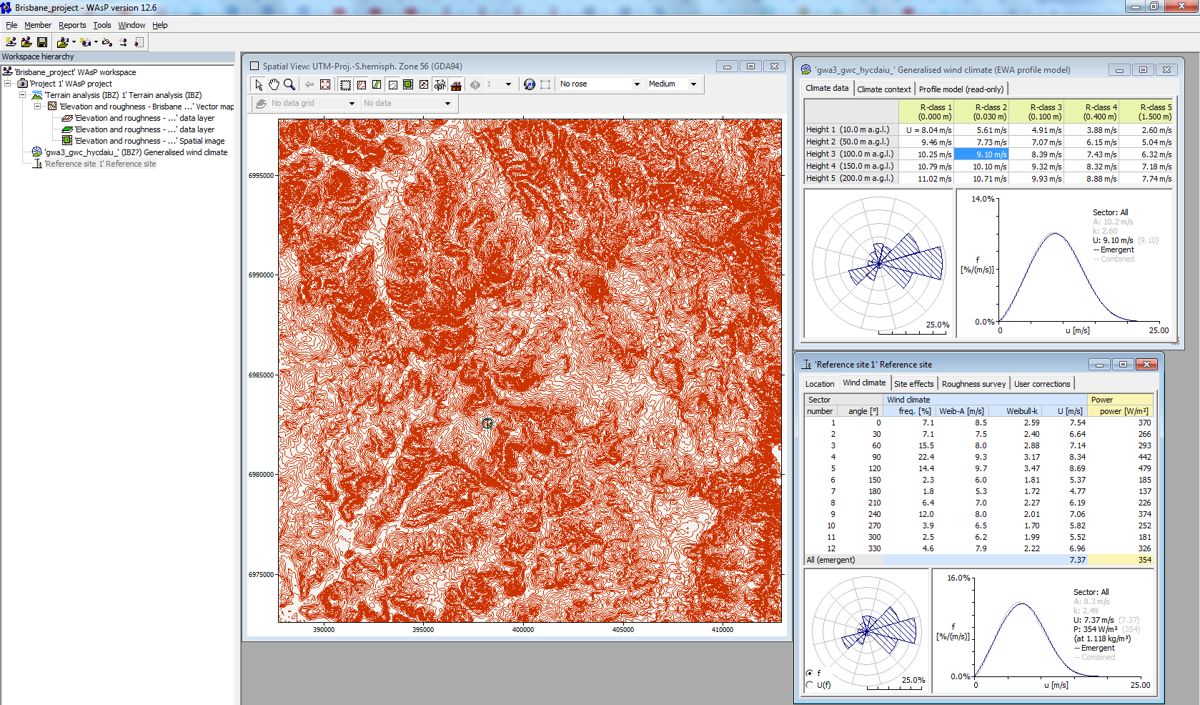 Brisbane_project - WAsP version 12.6
File Member Reports Tools Window Help
Workspace hierarchy
'Brisbane_project' WAsP workspace
'Project 1' WAsP project
'Terrain analysis (IBZ) 1' Terrain analysis (IBZ)
'Elevation and roughness - Brisbane ...' Vector map
'Elevation and roughness - ...' data layer
'Elevation and roughness - ...' data layer
'Elevation and roughness - ...' Spatial image
'gwa3_gwc_hycdaiu_' (IBZ?) Generalised wind climate
'Reference site 1' Reference site
Spatial View: UTM-Proj.-S.hemisph. Zone 56 (GDA94)
1 No rose Medium
No data grid No data
6995000
6990000
6985000
6980000
6975000
390000 395000 400000 405000 410000
'gwa3_gwc_hycdaiu_' Generalised wind climate (EWA profile model)
Climate data Climate context Profile model (read-only)
R-class 1 R-class 2 R-class 3 R-class 4 R-class 5
(0.000 m) (0.030 m) (0.100 m) (0.400 m) (1.500 m)
Height 1 (10.0 m a.g.l.) U = 8.04 m/s 5.61 m/s 4.91 m/s 3.88 m/s 2.60 m/s
Height 2 (50.0 m a.g.l.) 9.46 m/s 7.73 m/s 7.07 m/s 6.15 m/s 5.04 m/s
Height 3 (100.0 m a.g.l.) 10.25 m/s 9.10 m/s 8.39 m/s 7.43 m/s 6.32 m/s
Height 4 (150.0 m a.g.l.) 10.79 m/s 10.10 m/s 9.32 m/s 8.32 m/s 7.18 m/s
Height 5 (200.0 m a.g.l.) 11.02 m/s 10.71 m/s 9.93 m/s 8.88 m/s 7.74 m/s
25.0%
14.0%
f
[%/(m/s)]
0.0%
0 u [m/s] 25.00
Sector: All
A: 10.2 m/s
k: 2.60
U: 9.10 m/s (9.10)
Emergent
Combined
'Reference site 1' Reference site
Location Wind climate Site effects Roughness survey User corrections
Sector Wind climate Power
number angle [°] freq. [%] Weib-A [m/s] Weibull-k U [m/s] power [W/m²]
1 0 7.1 8.5 2.59 7.54 370
2 30 7.1 7.5 2.40 6.64 266
3 60 15.5 8.0 2.88 7.14 293
4 90 22.4 9.3 3.17 8.34 442
5 120 14.4 9.7 3.47 8.69 479
6 150 2.3 6.0 1.81 5.37 185
7 180 1.8 5.3 1.72 4.77 137
8 210 6.4 7.0 2.27 6.19 226
9 240 12.0 8.0 2.01 7.06 374
10 270 3.9 6.5 1.70 5.82 252
11 300 2.5 6.2 1.99 5.52 181
12 330 4.6 7.9 2.22 6.96 326
All (emergent) 7.37 354
f
U(f)
25.0%
16.0%
f
[%/(m/s)]
0.0%
0 u [m/s] 25.00
Sector: All
A: 8.3 m/s
k: 2.49
U: 7.37 m/s (7.37)
P: 354 W/m² (354)
(at 1.118 kg/m³)
Emergent
Combined